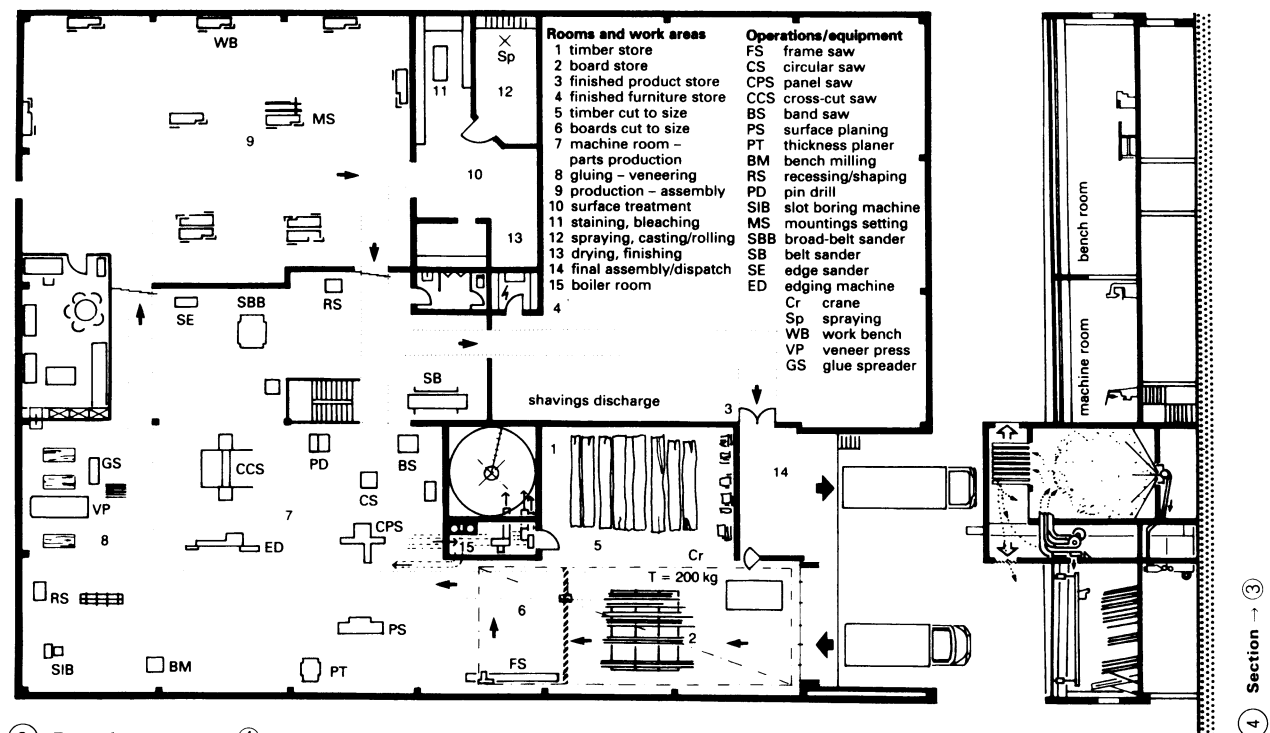 WB
MS
9
11
Sp
12
10
13
Rooms and work areas
1 timber store
2 board store
3 finished product store
4 finished furniture store
5 timber cut to size
6 boards cut to size
7 machine room –
parts production
8 gluing – veneering
9 production – assembly
10 surface treatment
11 staining, bleaching
12 spraying, casting/rolling
13 drying, finishing
14 final assembly/dispatch
15 boiler room
Operations/equipment
FS frame saw
CS circular saw
CPS panel saw
CCS cross-cut saw
BS band saw
PS surface planing
PT thickness planer
BM bench milling
RS recessing/shaping
PD pin drill
SIB slot boring machine
MS mountings setting
SBB broad-belt sander
SB belt sander
SE edge sander
ED edging machine
Cr crane
Sp spraying
WB work bench
VP veneer press
GS glue spreader
4
SE
SBB
RS
SB
shavings discharge
3
GS
CCS
PD
BS
1
14
VP
CS
7
CPS
8
ED
15
5
Cr
T = 200 kg
RS
6
2
PS
SIB
BM
PT
FS
bench room
machine room
4 Section → 3